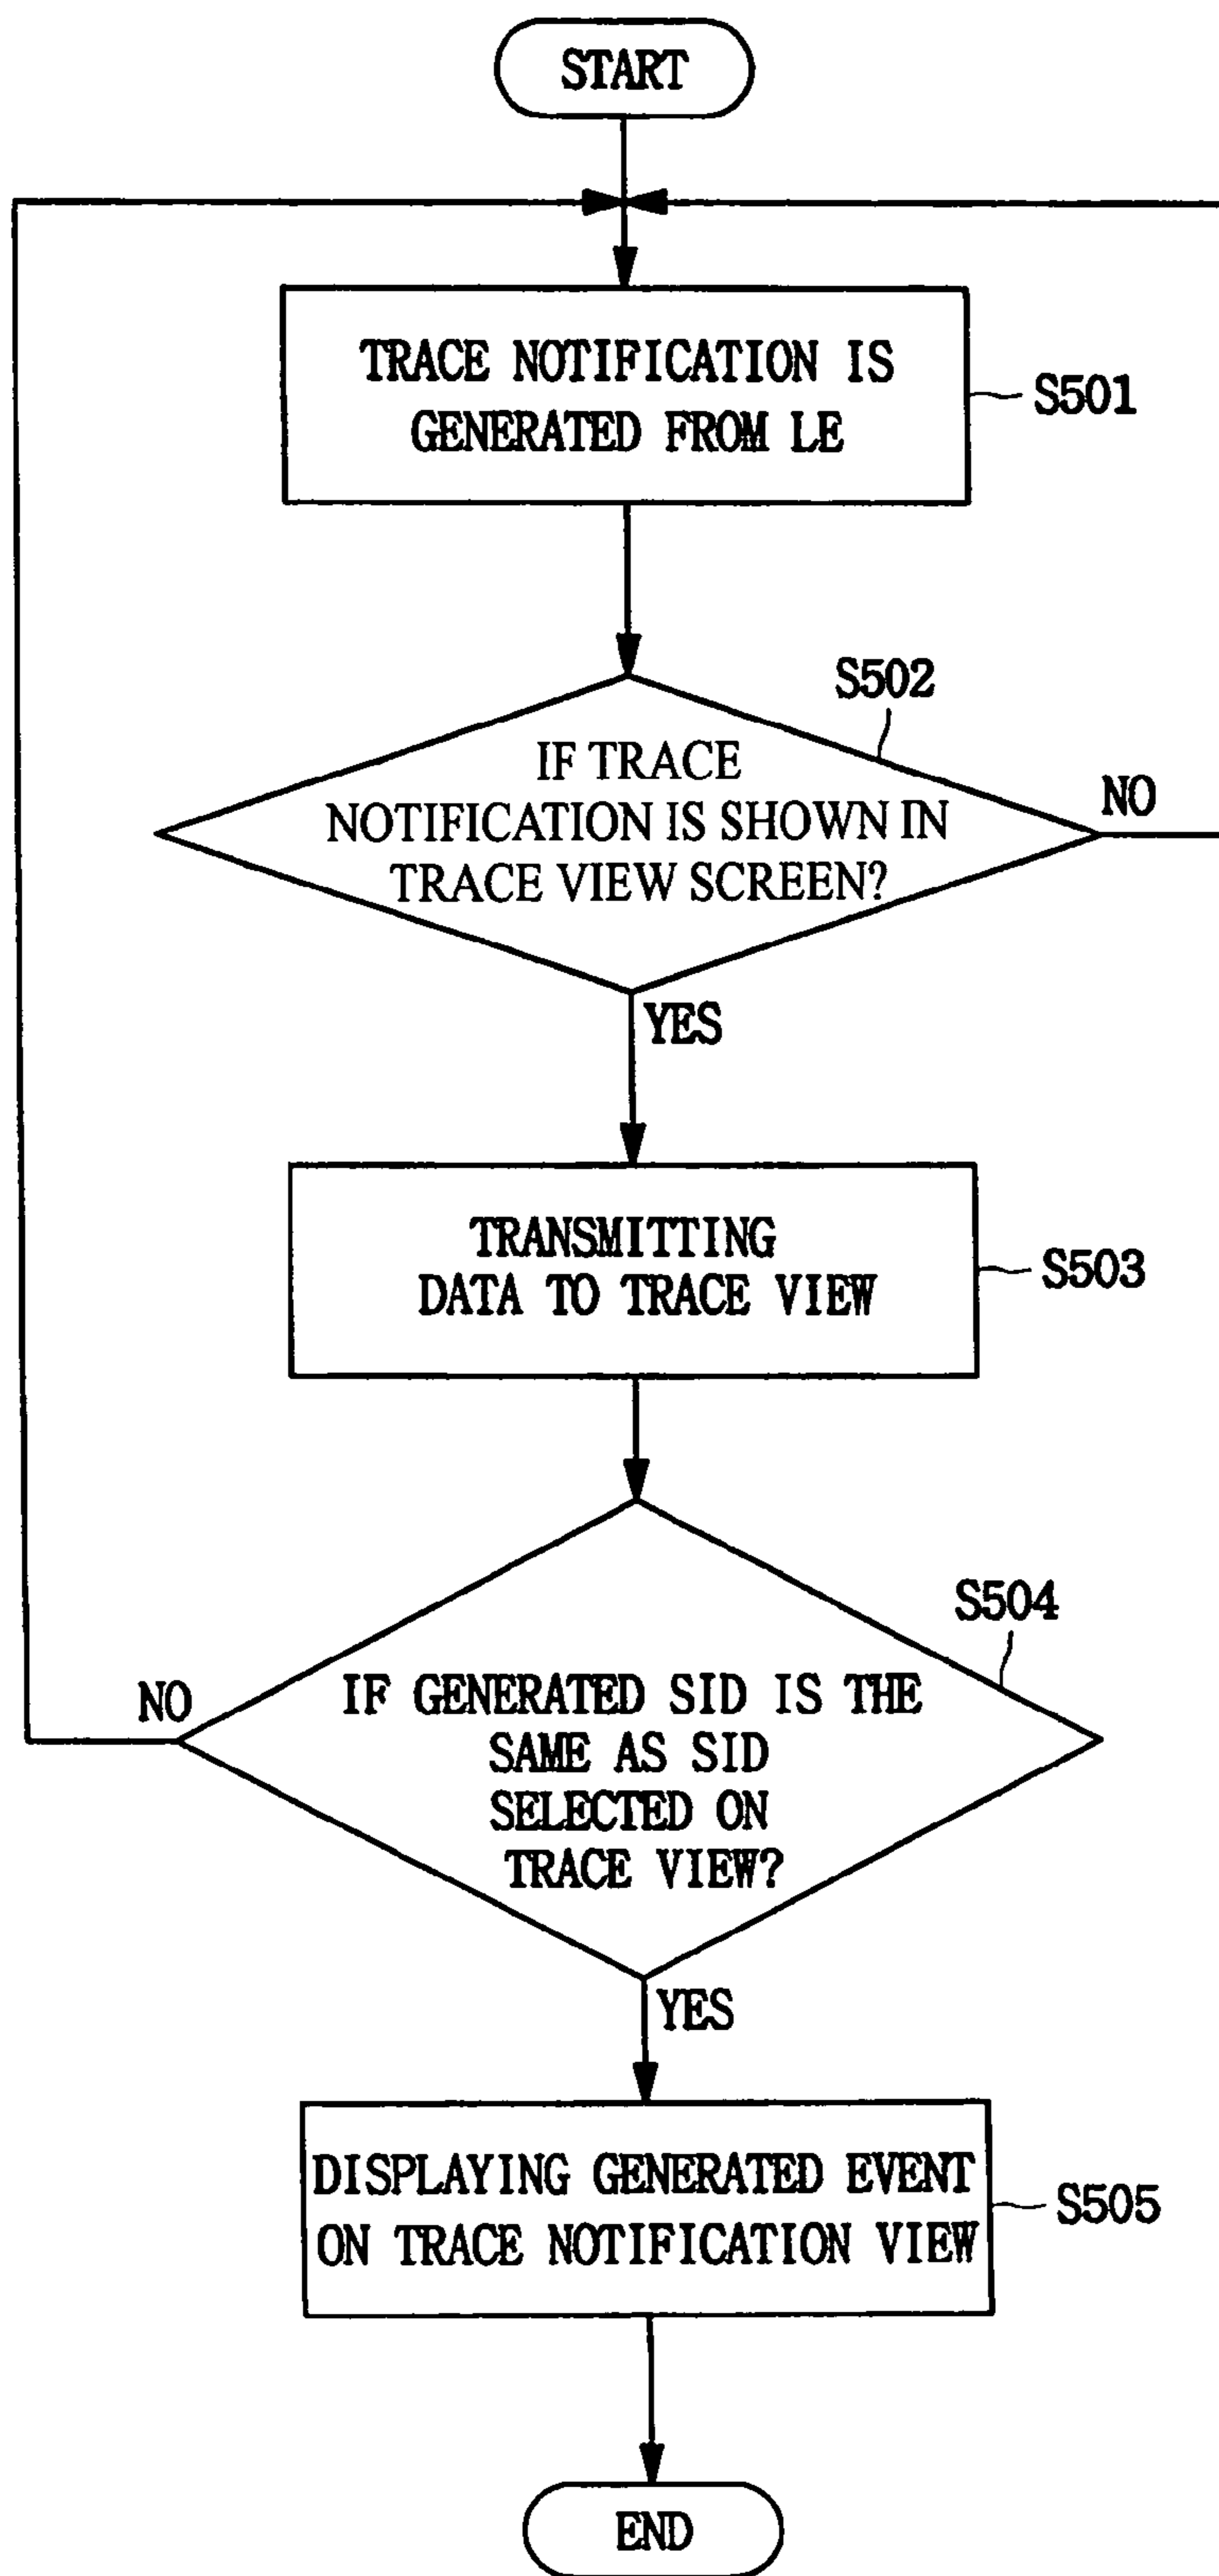 START
TRACE NOTIFICATION IS
GENERATED FROM LE
S501
S502
IF TRACE
NOTIFICATION IS SHOWN IN
TRACE VIEW SCREEN?
NO
YES
TRANSMITTING
DATA TO TRACE VIEW
S503
S504
NO
IF GENERATED SID IS THE
SAME AS SID
SELECTED ON
TRACE VIEW?
YES
DISPLAYING GENERATED EVENT
ON TRACE NOTIFICATION VIEW
S505
END